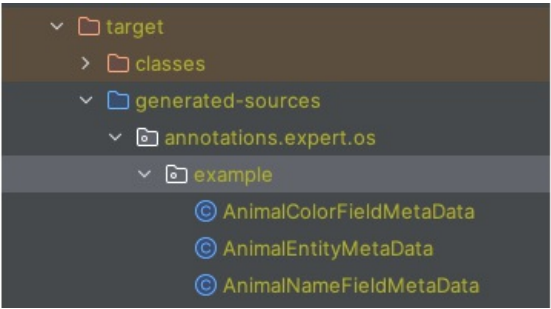 target
classes
generated-sources
annotations.expert.os
example
AnimalColorFieldMetaData
AnimalEntityMetaData
AnimalNameFieldMetaData